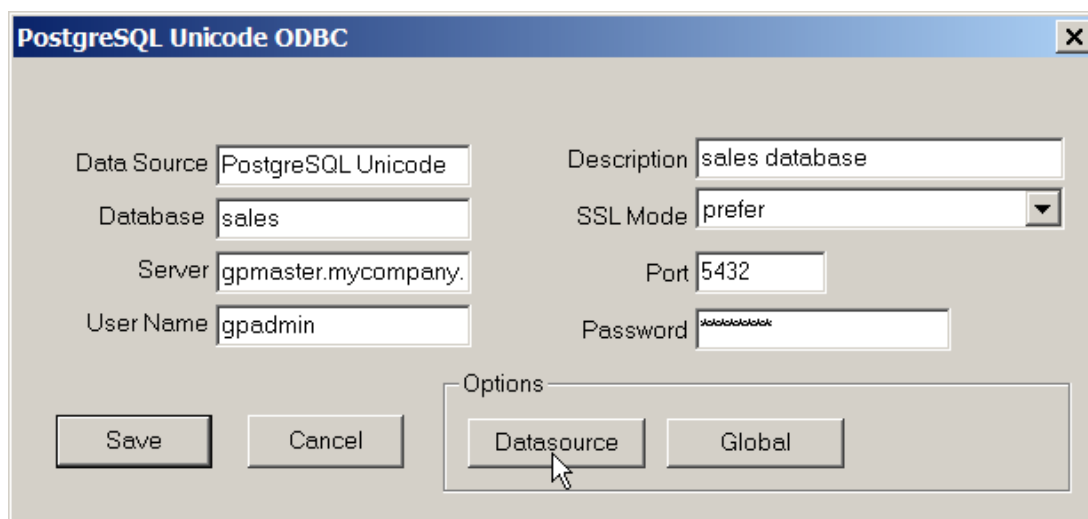 PostgreSQL Unicode ODBC
Data Source PostgreSQL Unicode
Description sales database
Database sales
SSL Mode prefer
Server gpmaster.mycompany.
Port 5432
User Name gpadmin
Password *********
Options
Save Cancel Datasource Global